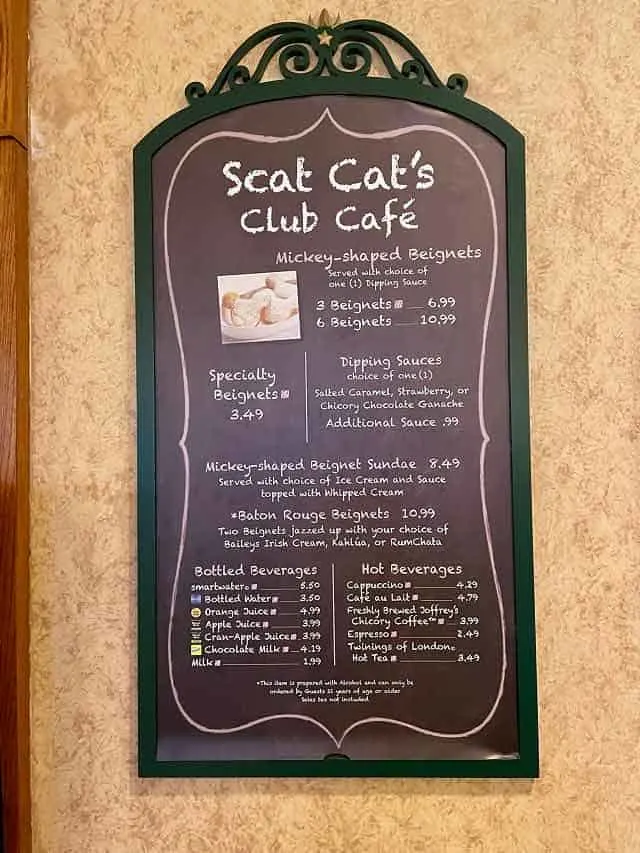 Scat Cat's
Club Café
Mickey-shaped Beignets
Served with choice of
one (1) Dipping Sauce
3 Beignets 6.99
6 Beignets 10.99
Specialty
Beignets
3.49
Dipping Sauces
choice of one (1)
Salted Caramel, Strawberry, or
Chicory Chocolate Ganache
Additional Sauce .99
Mickey-shaped Beignet Sundae 8.49
Served with choice of Ice Cream and Sauce
topped with Whipped Cream
*Baton Rouge Beignets 10.99
Two Beignets jazzed up with your choice of
Baileys Irish Cream, Kahlúa, or RumChata
Bottled Beverages
smartwater® 5.50
Bottled Water 3.50
Orange Juice 4.99
Apple Juice 3.99
Cran-Apple Juice 3.99
Chocolate Milk 4.19
Milk 1.99
Hot Beverages
Cappuccino 4.29
Café au Lait 4.79
Freshly Brewed Joffrey's
Chicory Coffee™ 3.99
Espresso 2.49
Twinings of London®
Hot Tea 3.49
*This item is prepared with Alcohol and can only be
ordered by Guests 21 years of age or older
Sales tax not included